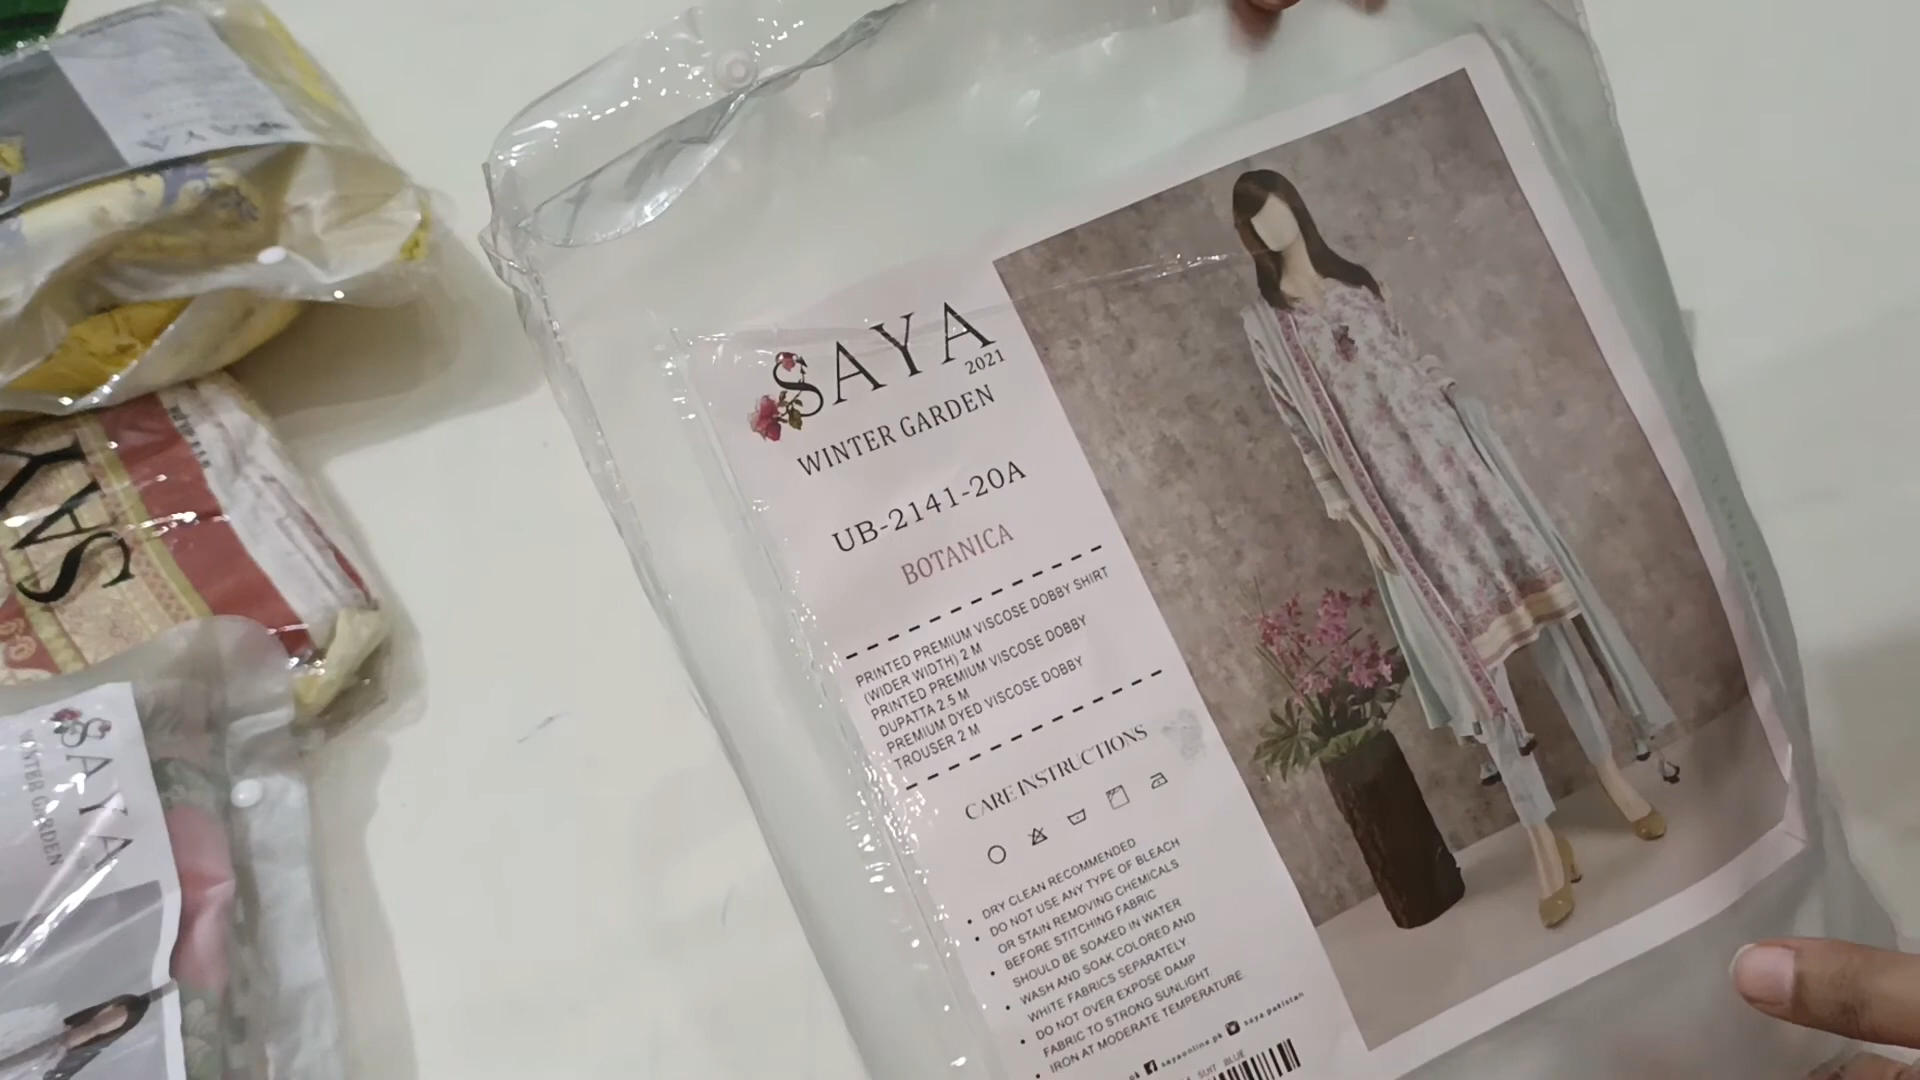 SAYA
2021
WINTER GARDEN
UB-2141-20A
BOTANICA
PRINTED PREMIUM VISCOSE DOBBY SHIRT
(WIDER WIDTH) 2 M
PRINTED PREMIUM VISCOSE DOBBY
DUPATTA 2.5 M
PREMIUM DYED VISCOSE DOBBY
TROUSER 2 M
CARE INSTRUCTIONS
• DRY CLEAN RECOMMENDED
• DO NOT USE ANY TYPE OF BLEACH
OR STAIN REMOVING CHEMICALS
• BEFORE STITCHING FABRIC
SHOULD BE SOAKED IN WATER
• WASH AND SOAK COLORED AND
WHITE FABRICS SEPARATELY.
• DO NOT OVER EXPOSE DAMP
FABRIC TO STRONG SUNLIGHT.
• IRON AT MODERATE TEMPERATURE
sayaonline.pk saya.pakistan
SUIT BLUE
SAYA
SAY
SAYA
WINTER GARDEN